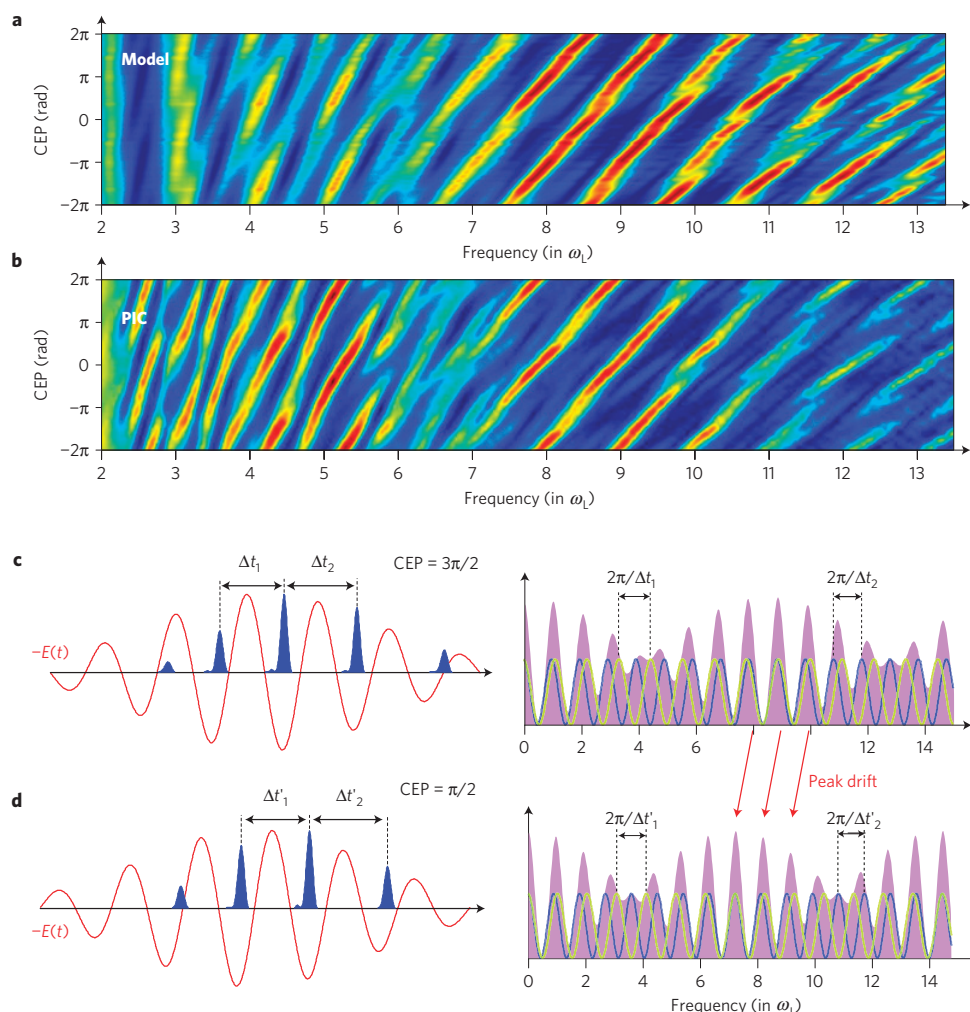 a
Model
CEP (rad)
2π
π
0
−π
−2π
2 3 4 5 6 7 8 9 10 11 12 13
Frequency (in ωL)
b
PIC
CEP (rad)
2π
π
0
−π
−2π
2 3 4 5 6 7 8 9 10 11 12 13
Frequency (in ωL)
c
Δt1 Δt2 CEP = 3π/2
−E(t)
2π/Δt1 2π/Δt2
0 2 4 6 12 14
Peak drift
d
Δt'1 Δt'2 CEP = π/2
−E(t)
2π/Δt'1 2π/Δt'2
0 2 4 6 8 10 12 14
Frequency (in ωL)